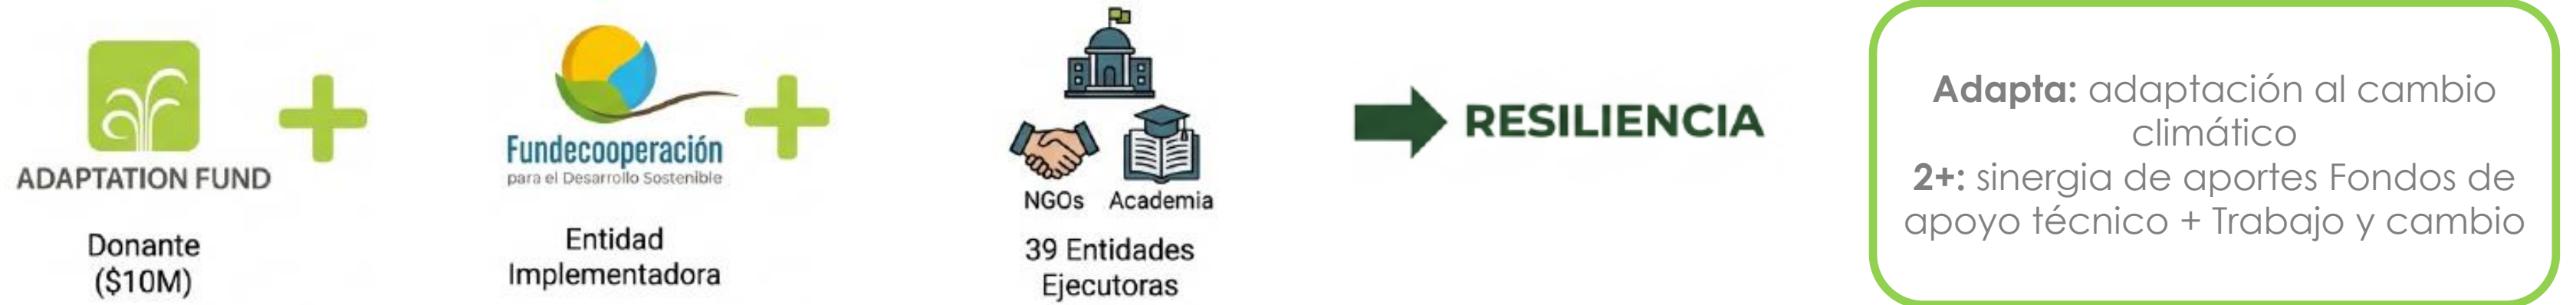 ADAPTATION FUND
Donante
($10M)
Fundecooperación
para el Desarrollo Sostenible
Entidad
Implementadora
NGOs
Academia
39 Entidades
Ejecutoras
RESILIENCIA
Adapta: adaptación al cambio
climático
2+: sinergia de aportes Fondos de
apoyo técnico + Trabajo y cambio